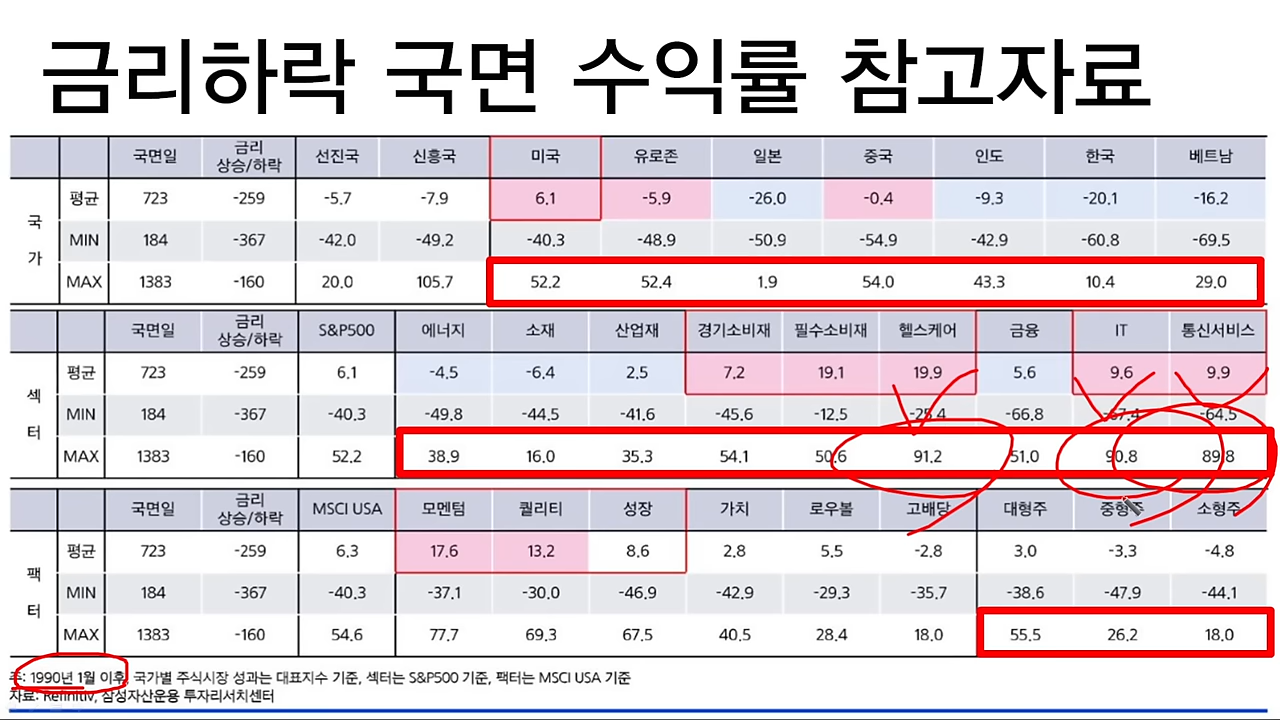 금리하락 국면 수익률 참고자료
국면일 금리 상승/하락 선진국 신흥국 미국 유로존 일본 중국 인도 한국 베트남
국가
평균 723 -259 -5.7 -7.9 6.1 -5.9 -26.0 -0.4 -9.3 -20.1 -16.2
MIN 184 -367 -42.0 -49.2 -40.3 -48.9 -50.9 -54.9 -42.9 -60.8 -69.5
MAX 1383 -160 20.0 105.7 52.2 52.4 1.9 54.0 43.3 10.4 29.0
국면일 금리 상승/하락 S&P500 에너지 소재 산업재 경기소비재 필수소비재 헬스케어 금융 IT 통신서비스
섹터
평균 723 -259 6.1 -4.5 -6.4 2.5 7.2 19.1 19.9 5.6 9.6 9.9
MIN 184 -367 -40.3 -49.8 -44.5 -41.6 -45.6 -12.5 -25.4 -66.8 -67.4 -64.5
MAX 1383 -160 52.2 38.9 16.0 35.3 54.1 50.6 91.2 51.0 90.8 89.8
국면일 금리 상승/하락 MSCI USA 모멘텀 퀄리티 성장 가치 로우볼 고배당 대형주 중형주 소형주
팩터
평균 723 -259 6.3 17.6 13.2 8.6 2.8 5.5 -2.8 3.0 -3.3 -4.8
MIN 184 -367 -40.3 -37.1 -30.0 -46.9 -42.9 -29.3 -35.7 -38.6 -47.9 -44.1
MAX 1383 -160 54.6 77.7 69.3 67.5 40.5 28.4 18.0 55.5 26.2 18.0
주: 1990년 1월 이후, 국가별 주식시장 성과는 대표지수 기준, 섹터는 S&P500 기준, 팩터는 MSCI USA 기준
자료: Refinitiv, 삼성자산운용 투자리서치센터